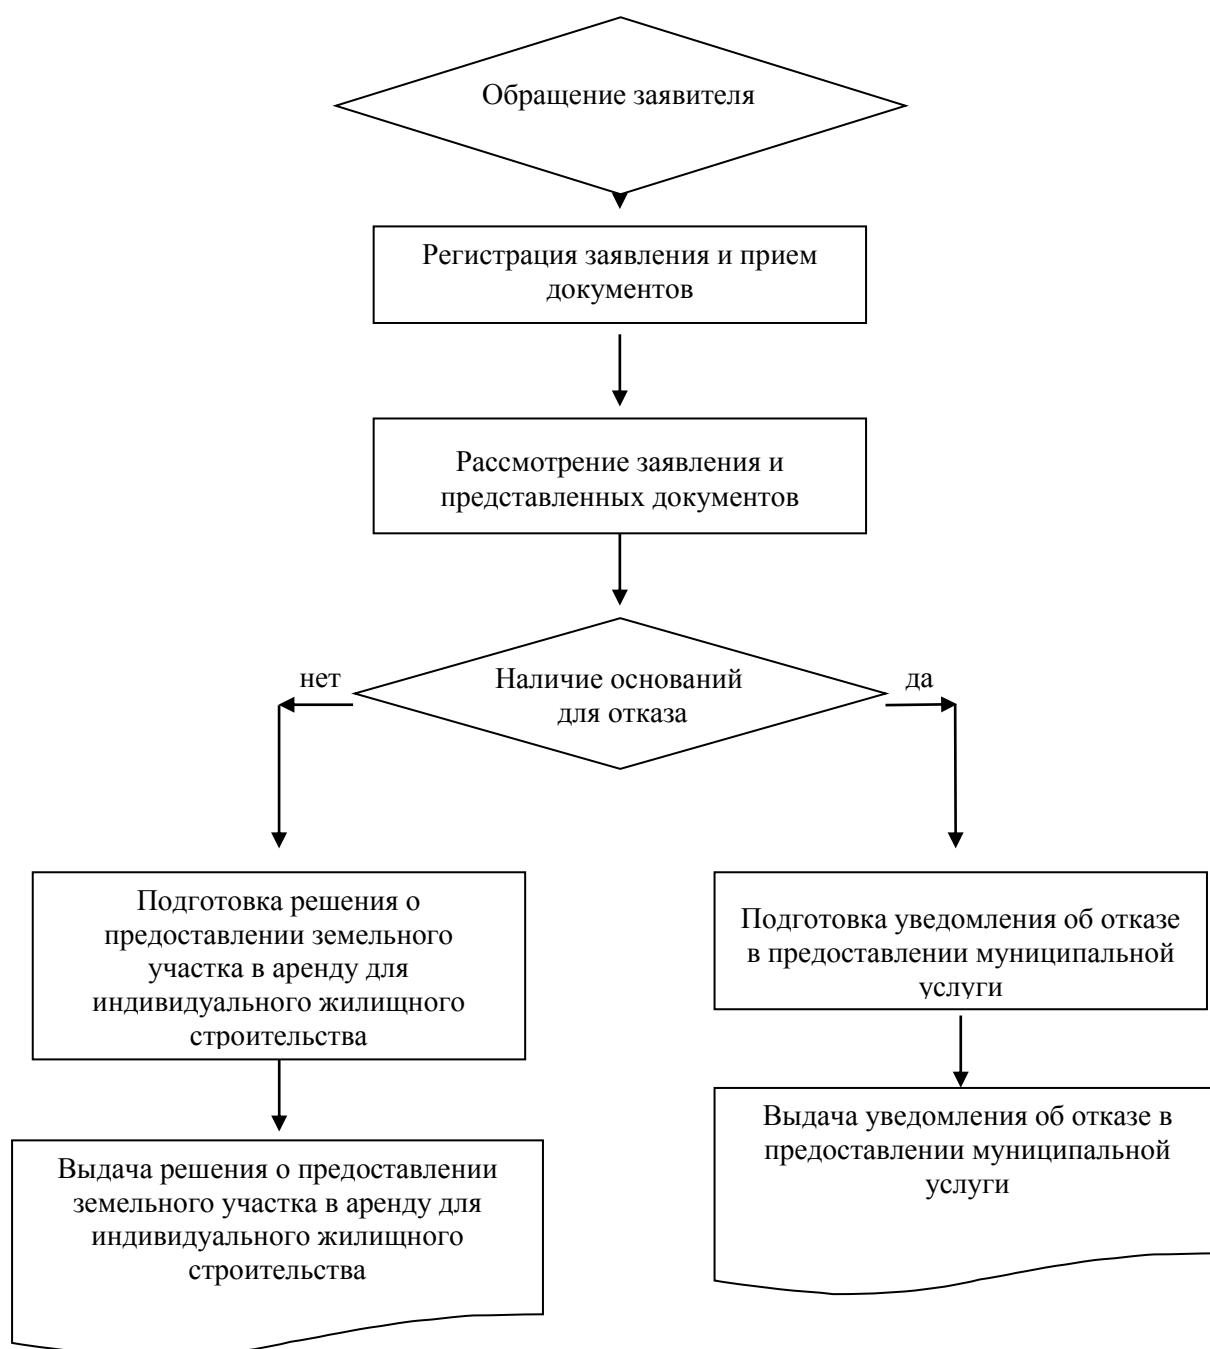 Обращение заявителя
Регистрация заявления и прием
документов
Рассмотрение заявления и
представленных документов
нет
Наличие оснований
для отказа
да
Подготовка решения о
предоставлении земельного
участка в аренду для
индивидуального жилищного
строительства
Подготовка уведомления об отказе
в предоставлении муниципальной
услуги
Выдача решения о предоставлении
земельного участка в аренду для
индивидуального жилищного
строительства
Выдача уведомления об отказе в
предоставлении муниципальной
услуги